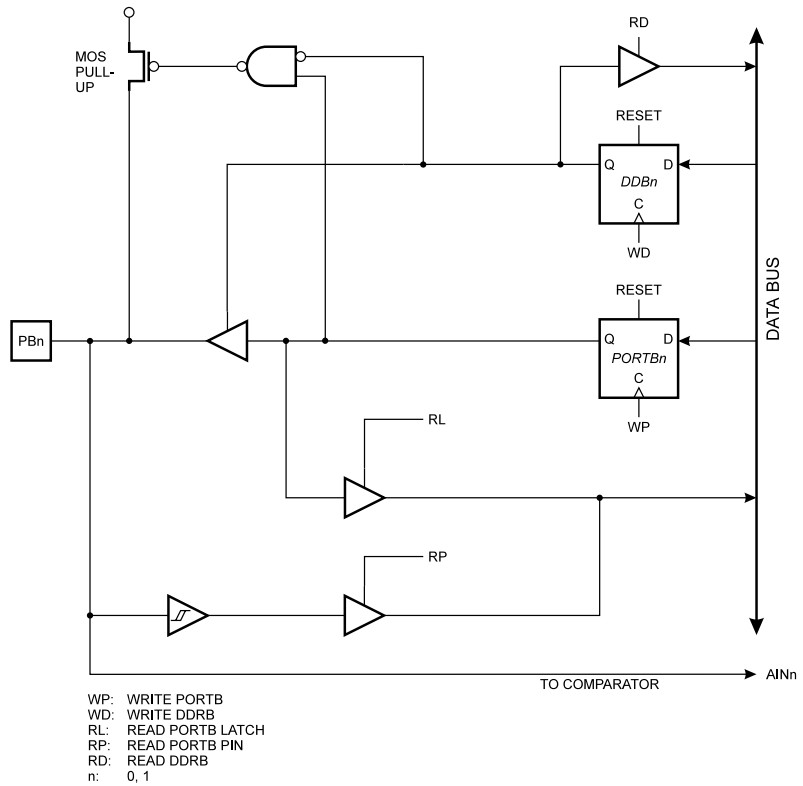 RD
MOS
PULL-
UP
RESET
Q
D
DDBn
C
WD
DATA BUS
RESET
PBn
Q
D
PORTBn
C
WP
RL
RP
TO COMPARATOR
AINn
WP: WRITE PORTB
WD: WRITE DDRB
RL: READ PORTB LATCH
RP: READ PORTB PIN
RD: READ DDRB
n: 0, 1